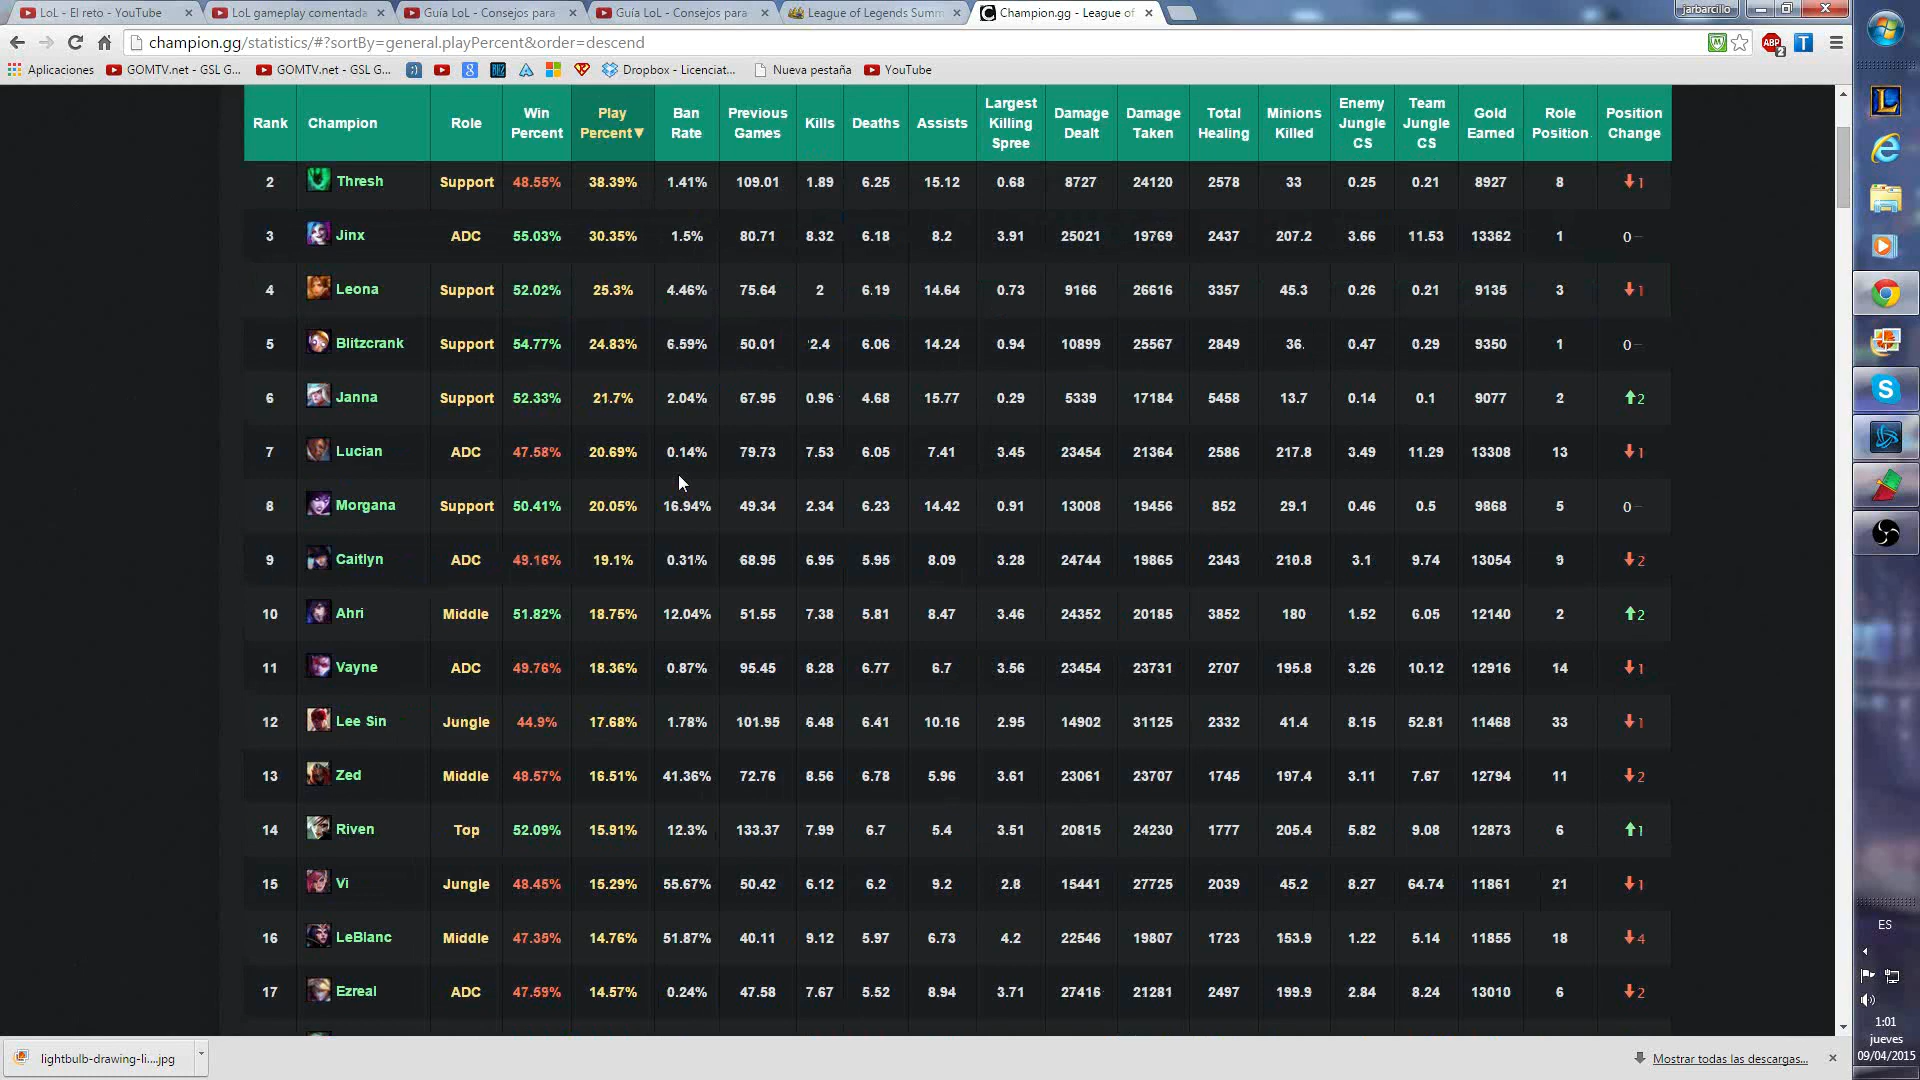 LoL - El reto - YouTube
LoL gameplay comentada
Guía LoL - Consejos para
Guía LoL - Consejos para
League of Legends Summ
Champion.gg - League of
jarbarcillo
champion.gg/statistics/#?sortBy=general.playPercent&order=descend
ABP 2 T
Aplicaciones GOMTV.net - GSL G... GOMTV.net - GSL G... Dropbox - Licenciat... Nueva pestaña YouTube
Rank Champion Role Win Percent Play Percent▼ Ban Rate Previous Games Kills Deaths Assists Largest Killing Spree Damage Dealt Damage Taken Total Healing Minions Killed Enemy Jungle CS Team Jungle CS Gold Earned Role Position Position Change
2 Thresh Support 48.55% 38.39% 1.41% 109.01 1.89 6.25 15.12 0.68 8727 24120 2578 33 0.25 0.21 8927 8 1
3 Jinx ADC 55.03% 30.35% 1.5% 80.71 8.32 6.18 8.2 3.91 25021 19769 2437 207.2 3.66 11.53 13362 1 0
4 Leona Support 52.02% 25.3% 4.46% 75.64 2 6.19 14.64 0.73 9166 26616 3357 45.3 0.26 0.21 9135 3 1
5 Blitzcrank Support 54.77% 24.83% 6.59% 50.01 2.4 6.06 14.24 0.94 10899 25567 2849 36. 0.47 0.29 9350 1 0
6 Janna Support 52.33% 21.7% 2.04% 67.95 0.96 4.68 15.77 0.29 5339 17184 5458 13.7 0.14 0.1 9077 2 2
7 Lucian ADC 47.58% 20.69% 0.14% 79.73 7.53 6.05 7.41 3.45 23454 21364 2586 217.8 3.49 11.29 13308 13 1
8 Morgana Support 50.41% 20.05% 16.94% 49.34 2.34 6.23 14.42 0.91 13008 19456 852 29.1 0.46 0.5 9868 5 0
9 Caitlyn ADC 49.16% 19.1% 0.31% 68.95 6.95 5.95 8.09 3.28 24744 19865 2343 210.8 3.1 9.74 13054 9 2
10 Ahri Middle 51.82% 18.75% 12.04% 51.55 7.38 5.81 8.47 3.46 24352 20185 3852 180 1.52 6.05 12140 2 2
11 Vayne ADC 49.76% 18.36% 0.87% 95.45 8.28 6.77 6.7 3.56 23454 23731 2707 195.8 3.26 10.12 12916 14 1
12 Lee Sin Jungle 44.9% 17.68% 1.78% 101.95 6.48 6.41 10.16 2.95 14902 31125 2332 41.4 8.15 52.81 11468 33 1
13 Zed Middle 48.57% 16.51% 41.36% 72.76 8.56 6.78 5.96 3.61 23061 23707 1745 197.4 3.11 7.67 12794 11 2
14 Riven Top 52.09% 15.91% 12.3% 133.37 7.99 6.7 5.4 3.51 20815 24230 1777 205.4 5.82 9.08 12873 6 1
15 Vi Jungle 48.45% 15.29% 55.67% 50.42 6.12 6.2 9.2 2.8 15441 27725 2039 45.2 8.27 64.74 11861 21 1
16 LeBlanc Middle 47.35% 14.76% 51.87% 40.11 9.12 5.97 6.73 4.2 22546 19807 1723 153.9 1.22 5.14 11855 18 4
17 Ezreal ADC 47.59% 14.57% 0.24% 47.58 7.67 5.52 8.94 3.71 27416 21281 2497 199.9 2.84 8.24 13010 6 2
lightbulb-drawing-li....jpg
Mostrar todas las descargas...
ES
1:01
jueves
09/04/2015